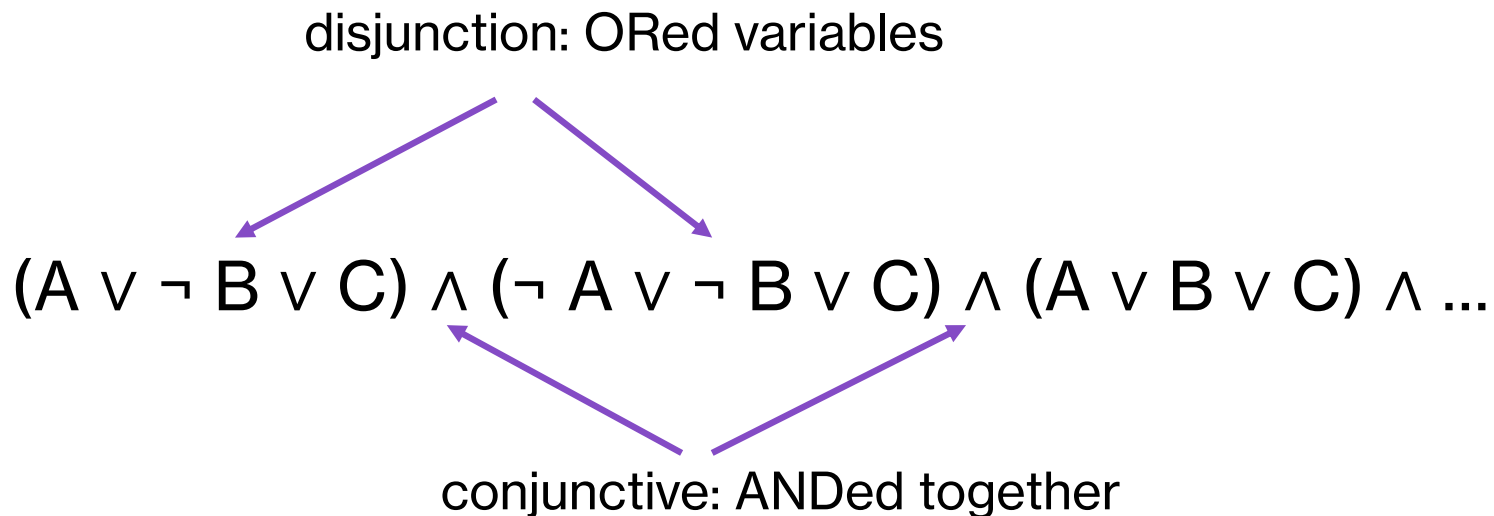 disjunction: ORed variables
(A ∨ ¬ B ∨ C) ∧ (¬ A ∨ ¬ B ∨ C) ∧ (A ∨ B ∨ C) ∧ ...
conjunctive: ANDed together